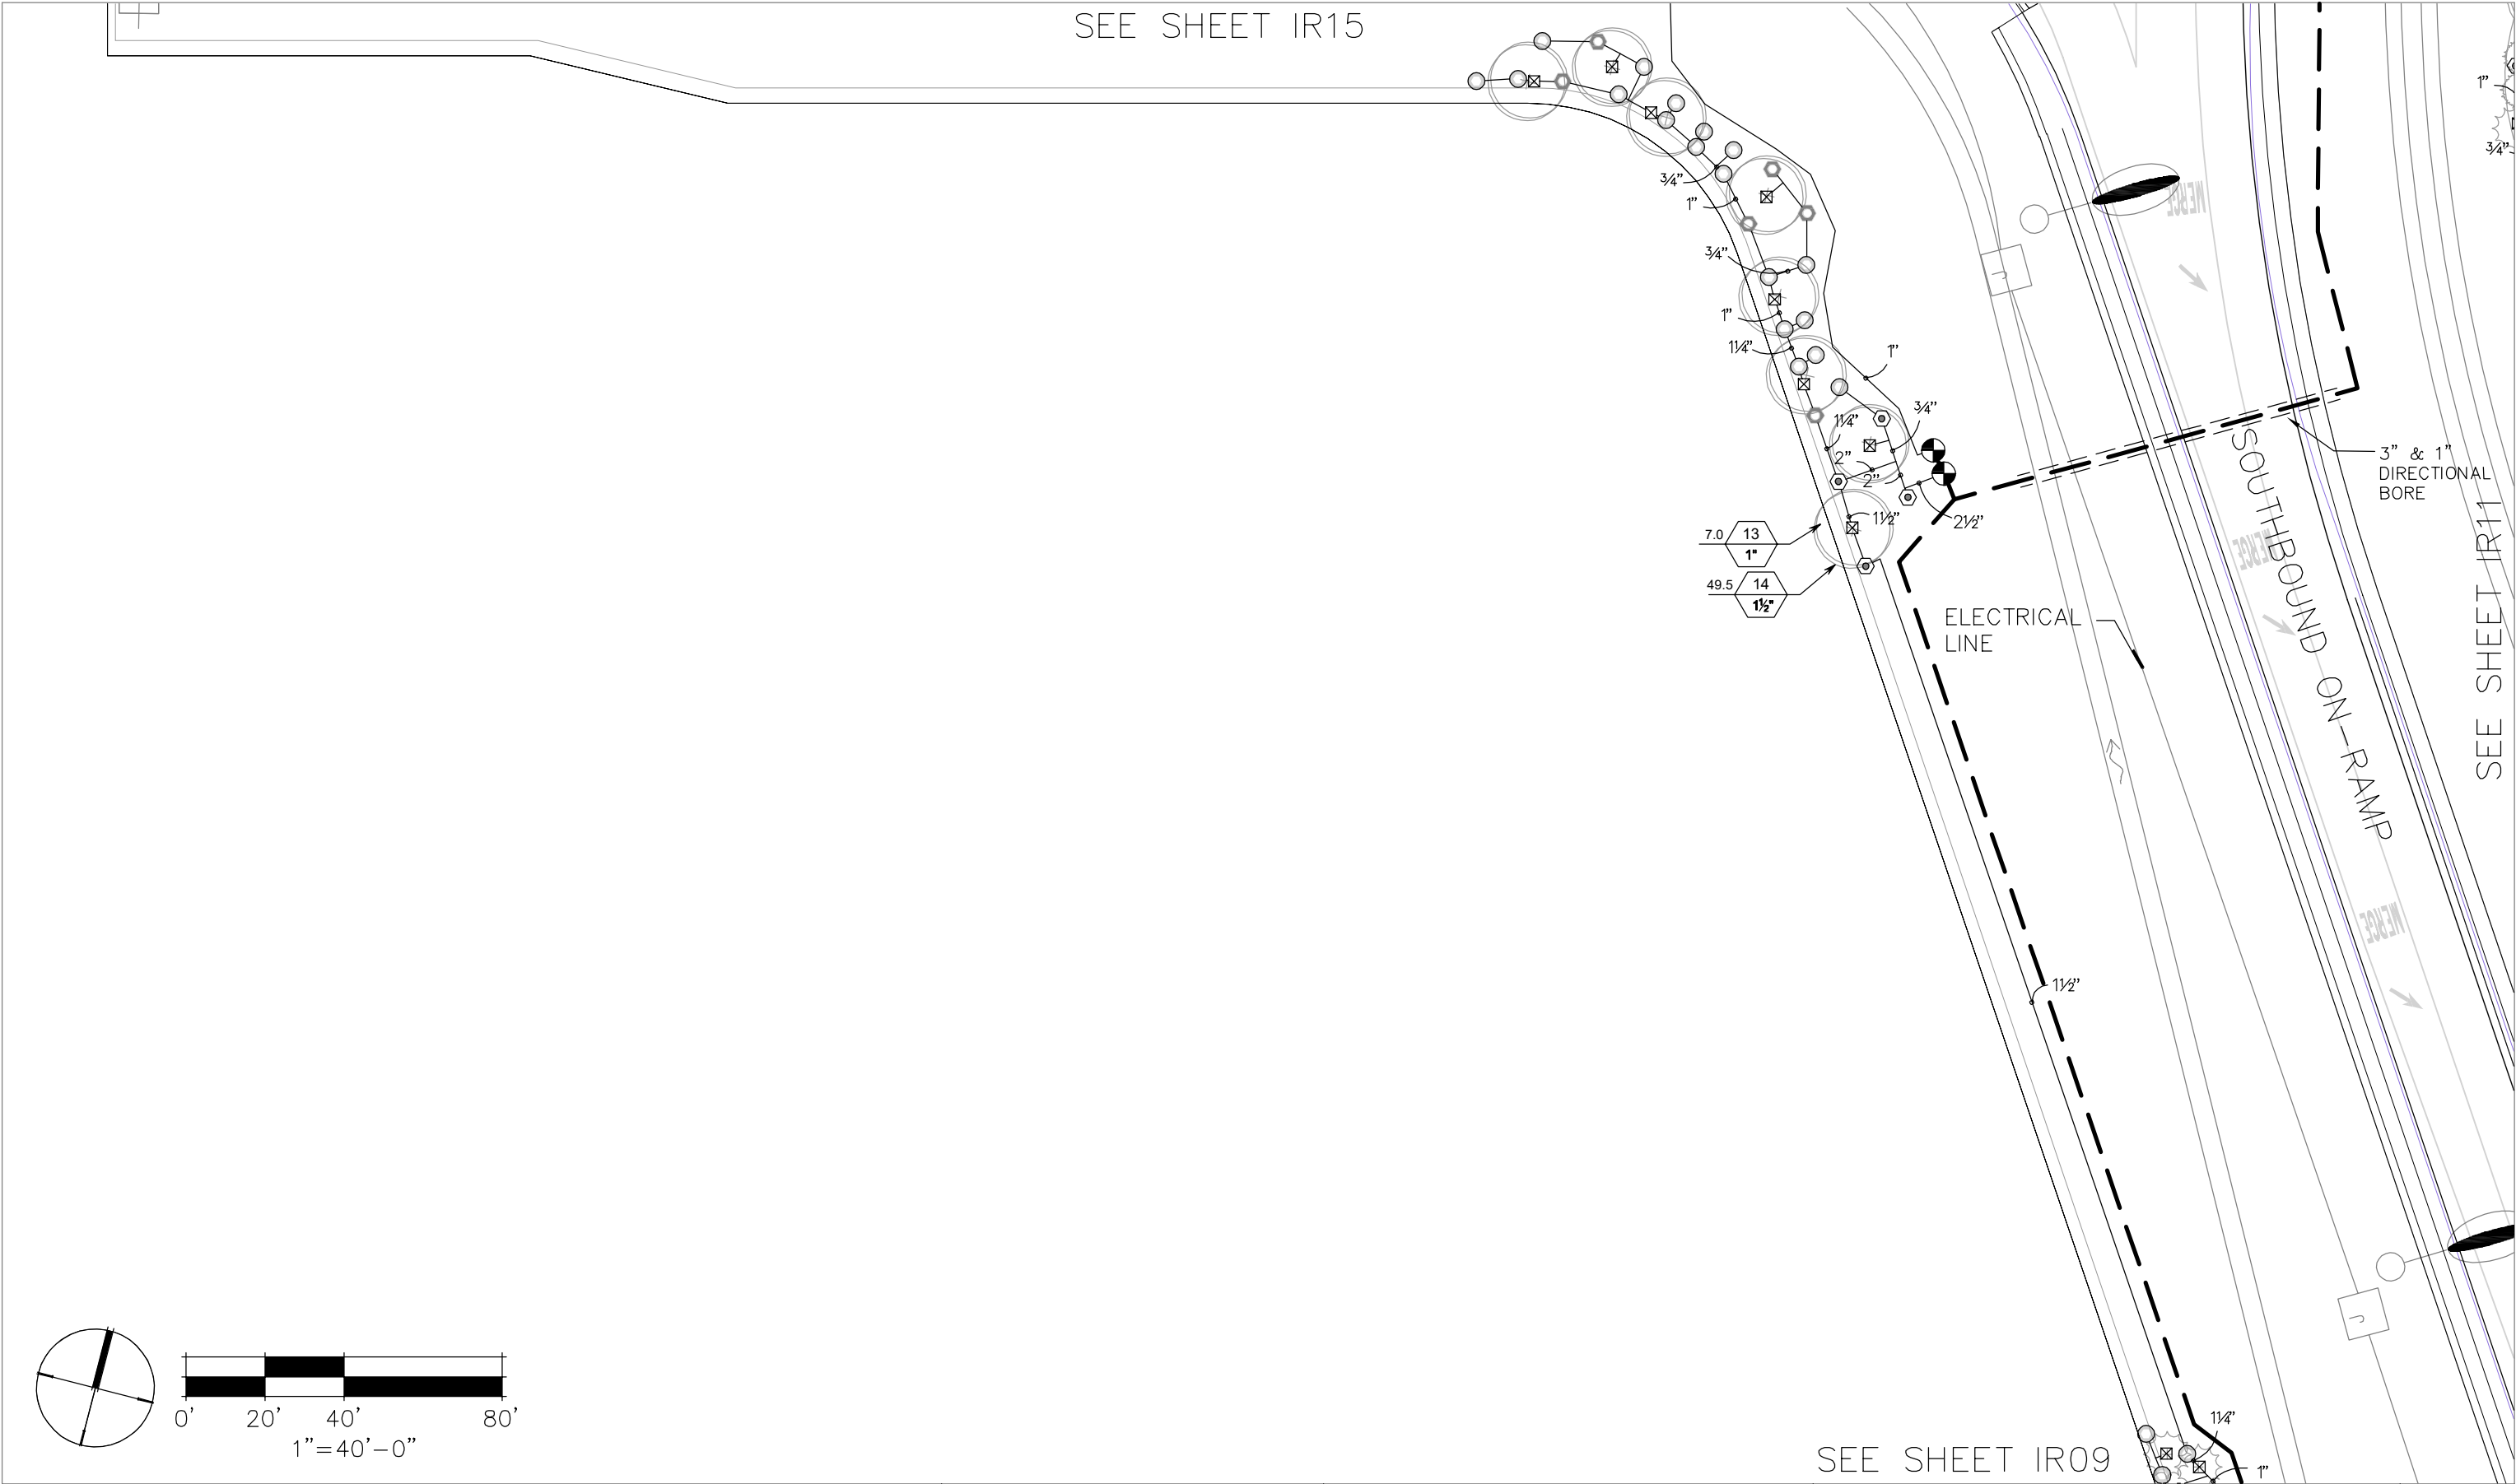 SEE SHEET IR15
1"
3/4"
3/4"
1"
MERGE
3/4"
1"
1 1/4"
1"
3/4"
1 1/4"
2"
2"
3" & 1"
DIRECTIONAL
BORE
1 1/2"
2 1/2"
7.0
13
1"
49.5
14
1 1/2"
J
ELECTRICAL
LINE
SOUTHBOUND ON-RAMP
MERGE
SEE SHEET IR11
MERGE
1 1/2"
J
0' 20' 40' 80'
1"=40'-0"
1 1/4"
SEE SHEET IR09
1"